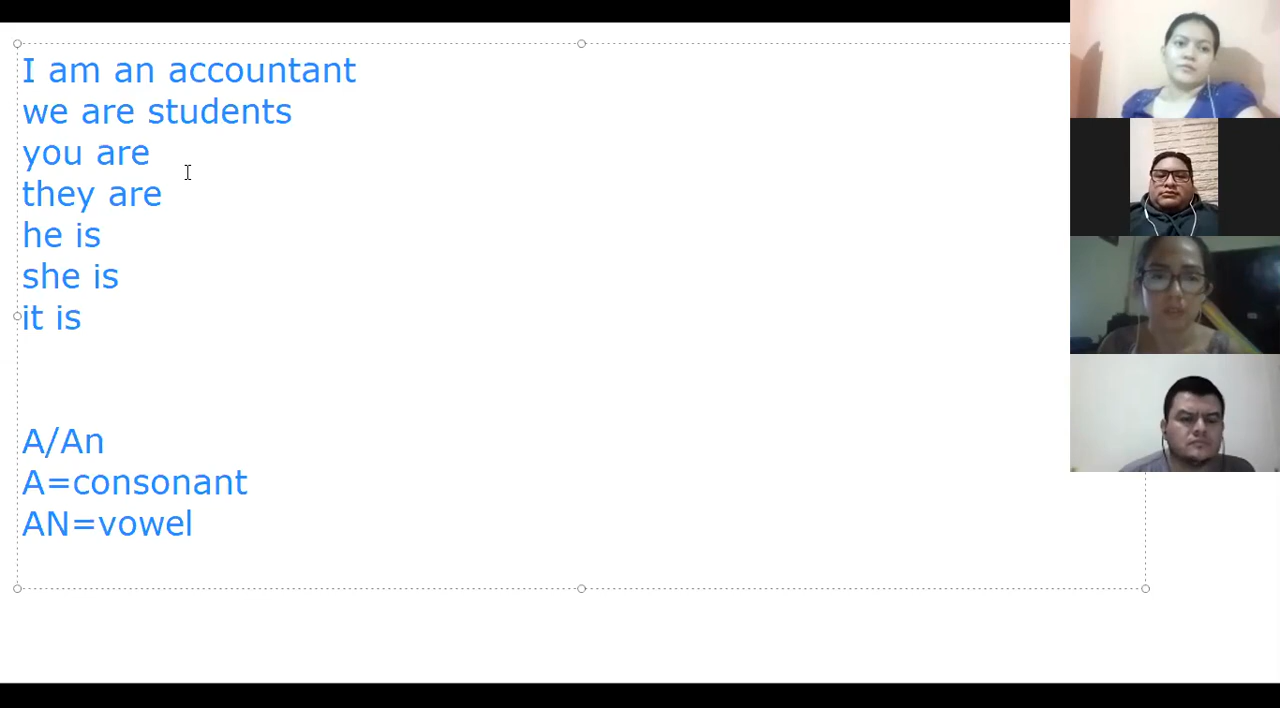 I am an accountant
we are students
you are
they are
he is
she is
it is
A/An
A=consonant
AN=vowel